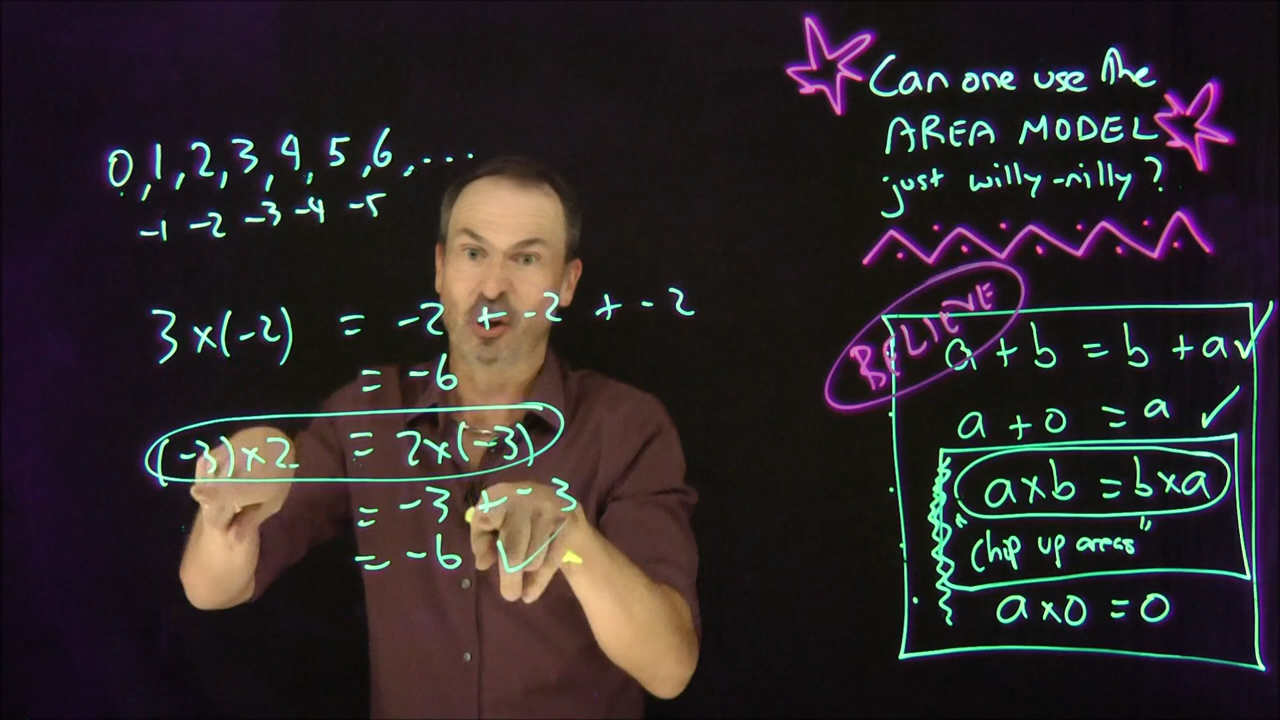 0, 1, 2, 3, 4, 5, 6, ...
-1 -2 -3 -4 -5
3 x (-2) = -2 + -2 + -2
= -6
(-3) x 2 = 2 x (-3)
= -3 + -3
= -6 ✓
Can one use the
AREA MODEL
just willy-nilly?
BELIEVE
a + b = b + a ✓
a + 0 = a ✓
a x b = b x a
"Chip up areas"
a x 0 = 0